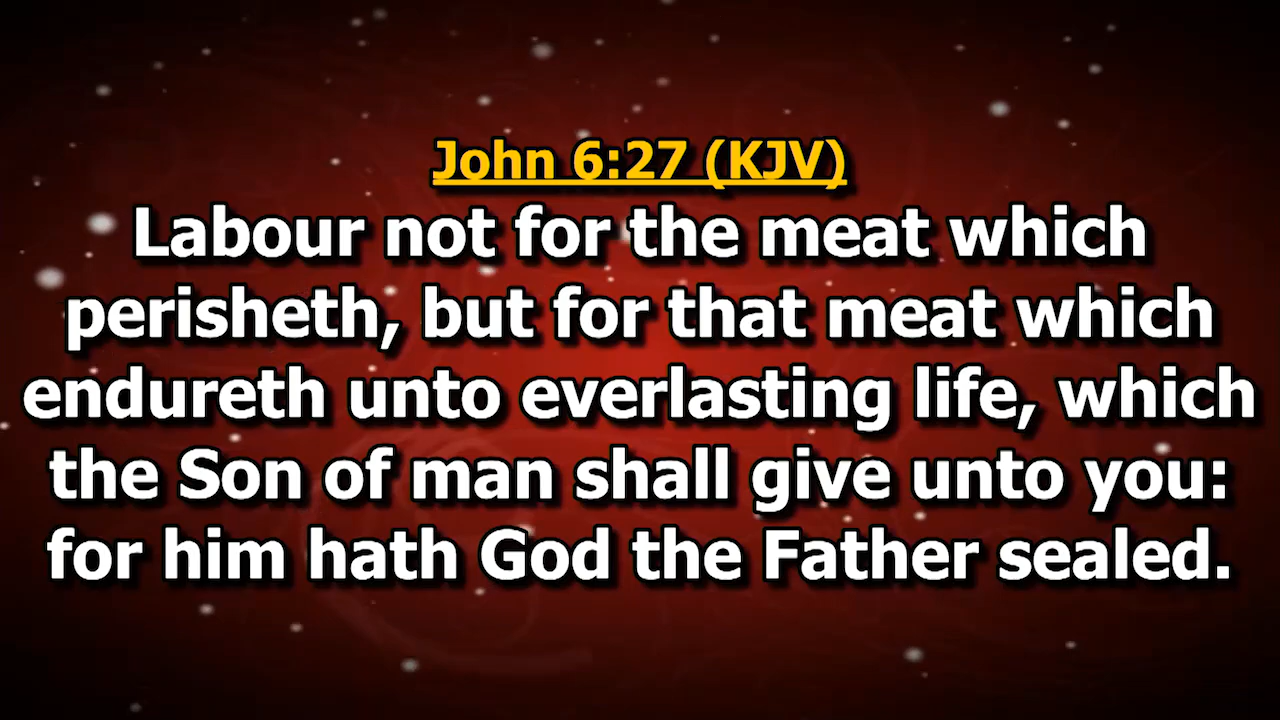 John 6:27 (KJV)
Labour not for the meat which
perisheth, but for that meat which
endureth unto everlasting life, which
the Son of man shall give unto you:
for him hath God the Father sealed.